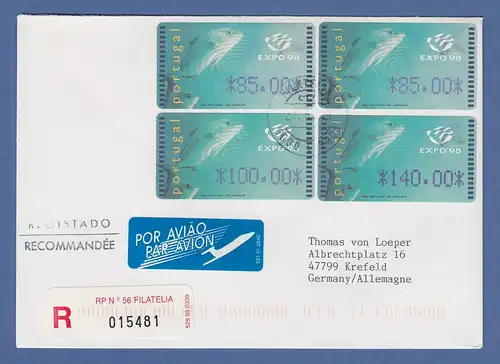 portugal
EXPO'98
*85.00*
portugal
EXPO'98
*85.00*
portugal
EXPO'98
*100.00*
portugal
EXPO'98
*140.00*
REGISTADO
RECOMMANDÉE
POR AVIÃO
PAR AVION
Thomas von Loeper
Albrechtplatz 16
47799 Krefeld
Germany/Allemagne
RP Nº 56 FILATELIA
R
015481